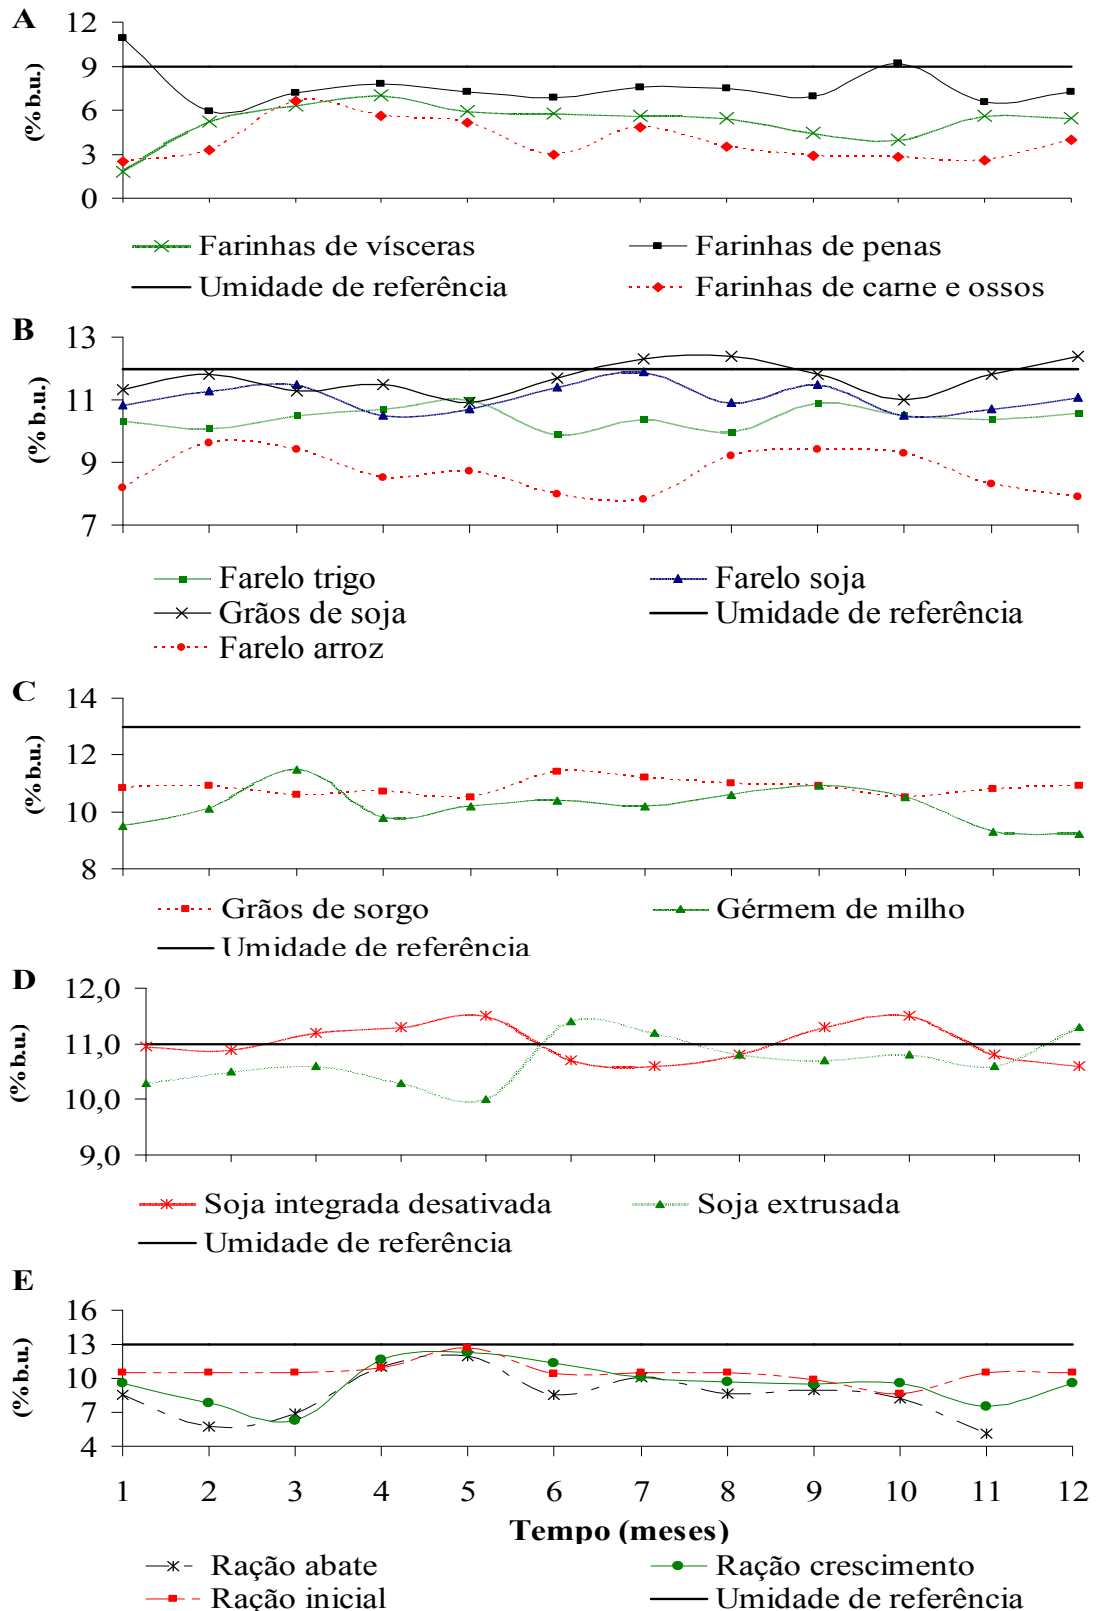 A
12
9
6
3
0
(% b.u.)
Farinhas de vísceras
Farinhas de penas
Umidade de referência
Farinhas de carne e ossos
B
13
11
9
7
(% b.u.)
Farelo trigo
Farelo soja
Grãos de soja
Umidade de referência
Farelo arroz
C
14
12
10
8
(% b.u.)
Grãos de sorgo
Gérmem de milho
Umidade de referência
D
12,0
11,0
10,0
9,0
(% b.u.)
Soja integrada desativada
Soja extrusada
Umidade de referência
E
16
13
10
7
4
(% b.u.)
1 2 3 4 5 6 7 8 9 10 11 12
Tempo (meses)
Ração abate
Ração crescimento
Ração inicial
Umidade de referência